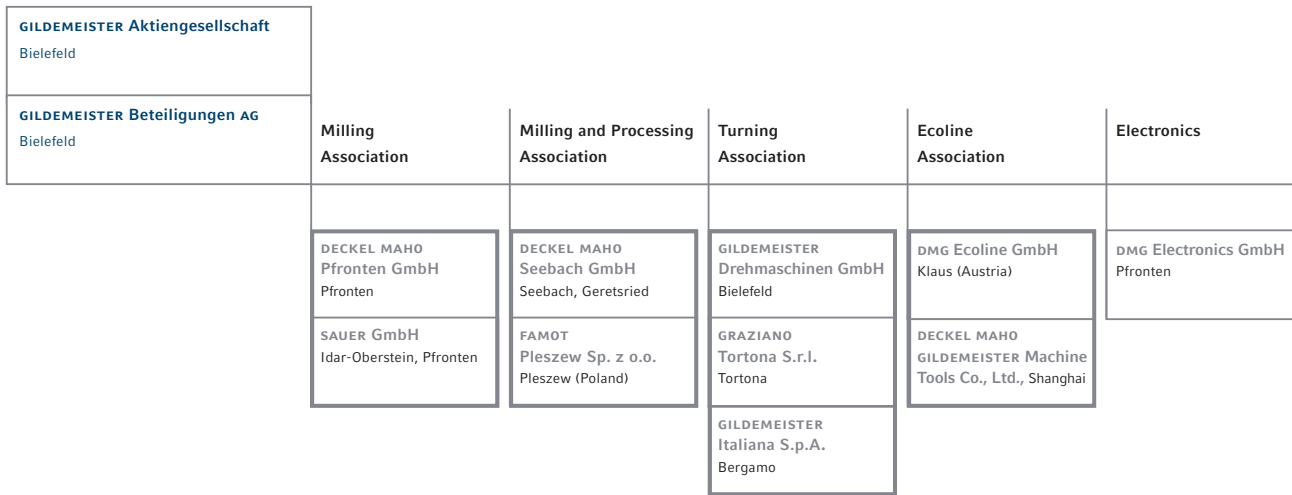 GILDEMEISTER Aktiengesellschaft
Bielefeld
GILDEMEISTER Beteiligungen AG
Bielefeld
Milling
Association
Milling and Processing
Association
Turning
Association
Ecoline
Association
Electronics
DECKEL MAHO
Pfronten GmbH
Pfronten
SAUER GmbH
Idar-Oberstein, Pfronten
DECKEL MAHO
Seebach GmbH
Seebach, Geretsried
FAMOT
Pleszew Sp. z o.o.
Pleszew (Poland)
GILDEMEISTER
Drehmaschinen GmbH
Bielefeld
GRAZIANO
Tortona S.r.l.
Tortona
GILDEMEISTER
Italiana S.p.A.
Bergamo
DMG Ecoline GmbH
Klaus (Austria)
DECKEL MAHO
GILDEMEISTER Machine
Tools Co., Ltd., Shanghai
DMG Electronics GmbH
Pfronten